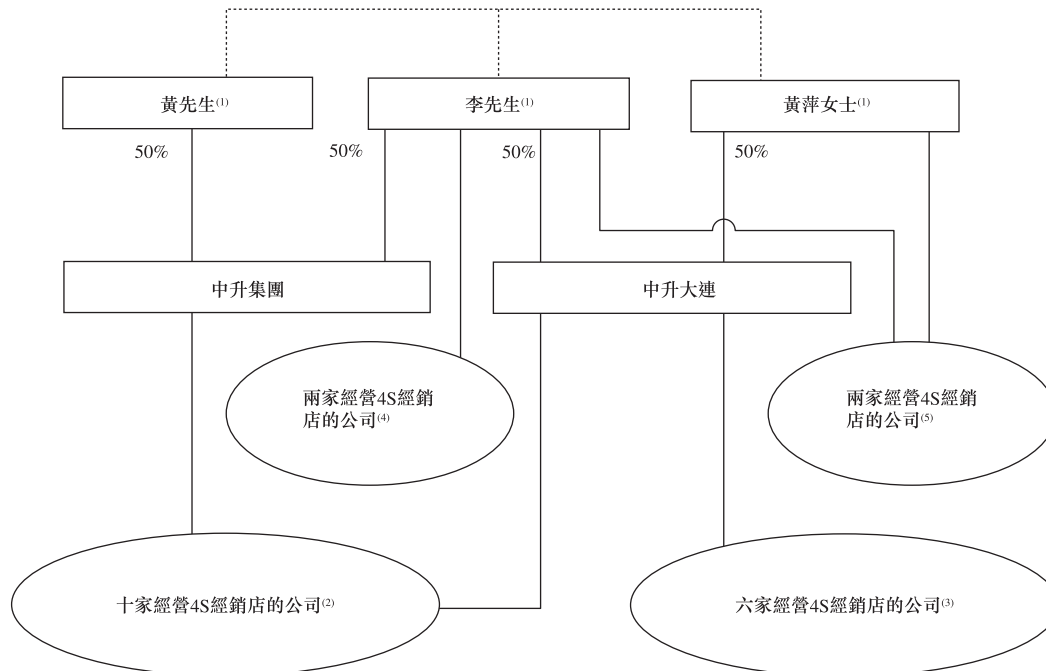 黃先生(1)
李先生(1)
黃萍女士(1)
50%
50%
50%
50%
中升集團
中升大連
兩家經營4S經銷
店的公司(4)
兩家經營4S經銷
店的公司(5)
十家經營4S經銷店的公司(2)
六家經營4S經銷店的公司(3)